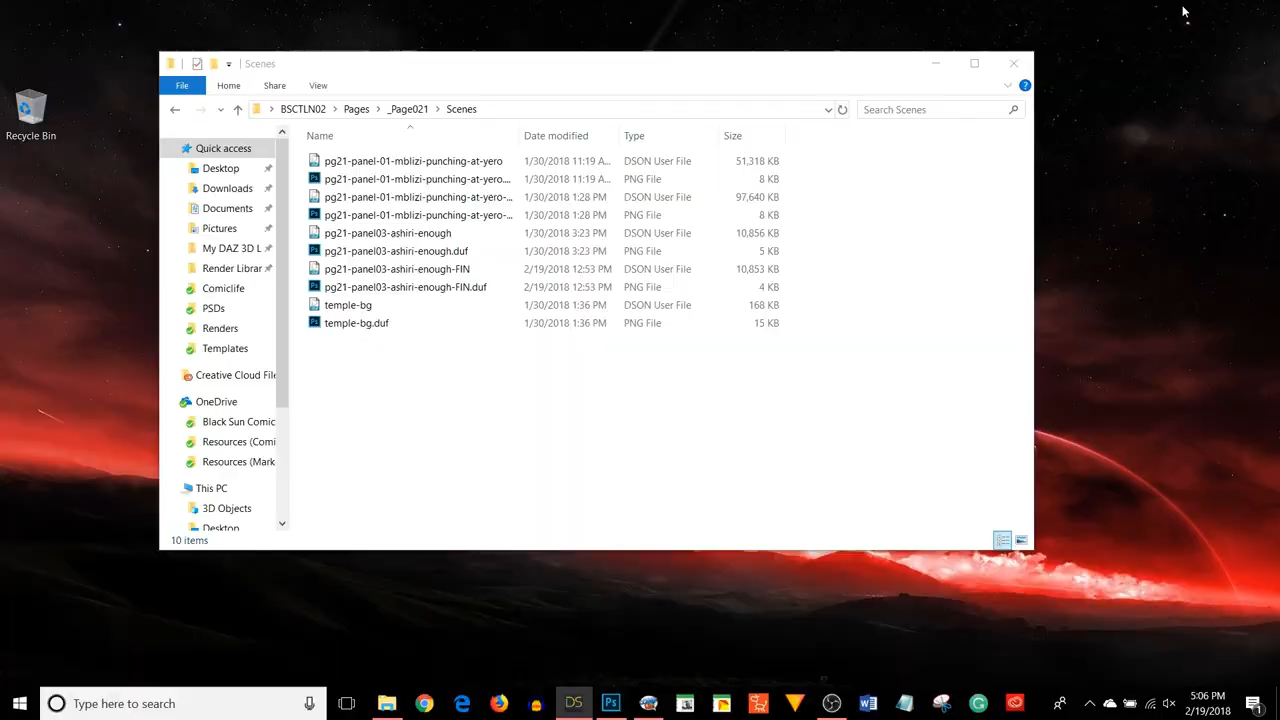 Scenes
File Home Share View
BSCTLN02 > Pages > _Page021 > Scenes
Search Scenes
Name Date modified Type Size
Recycle Bin
Quick access
Desktop
Downloads
Documents
Pictures
My DAZ 3D L
Render Librar
Comiclife
PSDs
Renders
Templates
Creative Cloud File
OneDrive
Black Sun Comic
Resources (Comi
Resources (Mark
This PC
3D Objects
Desktop
pg21-panel-01-mblizi-punching-at-yero 1/30/2018 11:19 A... DSON User File 51,318 KB
pg21-panel-01-mblizi-punching-at-yero.... 1/30/2018 11:19 A... PNG File 8 KB
pg21-panel-01-mblizi-punching-at-yero-... 1/30/2018 1:28 PM DSON User File 97,640 KB
pg21-panel-01-mblizi-punching-at-yero-... 1/30/2018 1:28 PM PNG File 8 KB
pg21-panel03-ashiri-enough 1/30/2018 3:23 PM DSON User File 10,856 KB
pg21-panel03-ashiri-enough.duf 1/30/2018 3:23 PM PNG File 5 KB
pg21-panel03-ashiri-enough-FIN 2/19/2018 12:53 PM DSON User File 10,853 KB
pg21-panel03-ashiri-enough-FIN.duf 2/19/2018 12:53 PM PNG File 4 KB
temple-bg 1/30/2018 1:36 PM DSON User File 168 KB
temple-bg.duf 1/30/2018 1:36 PM PNG File 15 KB
10 items
Type here to search
DS
Ps
5:06 PM
2/19/2018
1